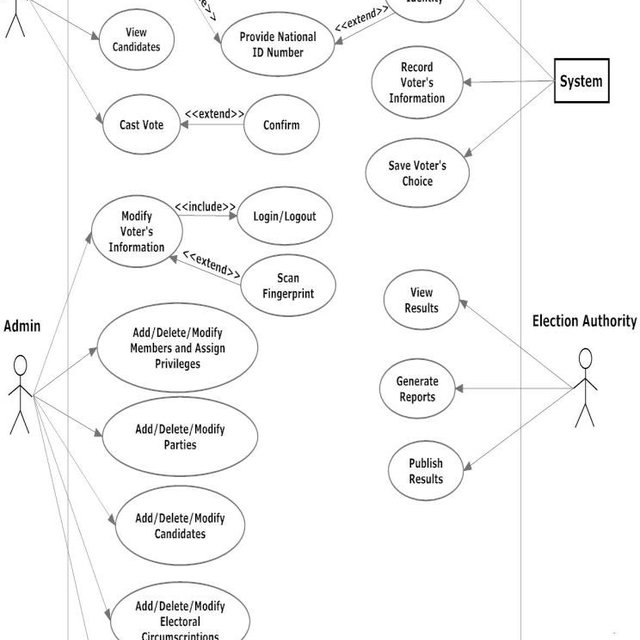 Identity
<<extend>>
View
Candidates
Provide National
ID Number
System
Record
Voter's
Information
<<extend>>
Cast Vote
Confirm
Save Voter's
Choice
Modify
Voter's
Information
<<include>>
Login/Logout
<<extend>>
Scan
Fingerprint
View
Results
Admin
Election Authority
Add/Delete/Modify
Members and Assign
Privileges
Generate
Reports
Add/Delete/Modify
Parties
Publish
Results
Add/Delete/Modify
Candidates
Add/Delete/Modify
Electoral
Circumscriptions